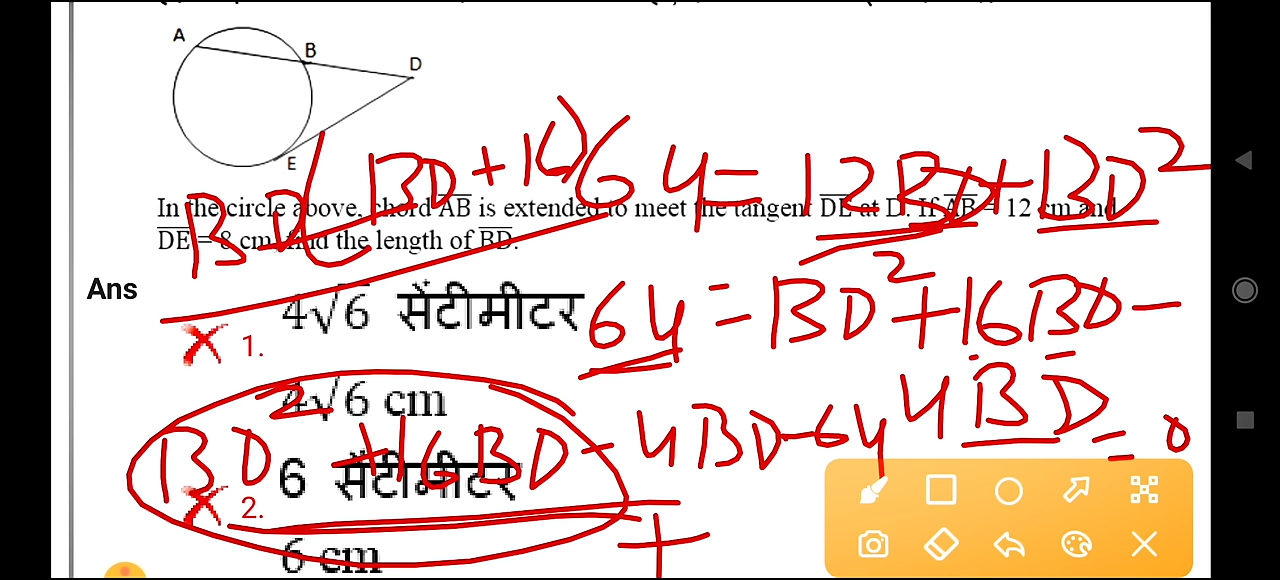 A
B
D
E
BD(BD+16) 64=12BD+BD²
In the circle above, chord AB is extended to meet the tangent DE at D. If AB = 12 cm and
DE = 8 cm, find the length of BD.
Ans
64=BD²+16BD-
4BD
1. 4√6 सेंटीमीटर
4√6 cm
BD²+16BD-4BD-64=0
2. 6 सेंटीमीटर
6 cm
+